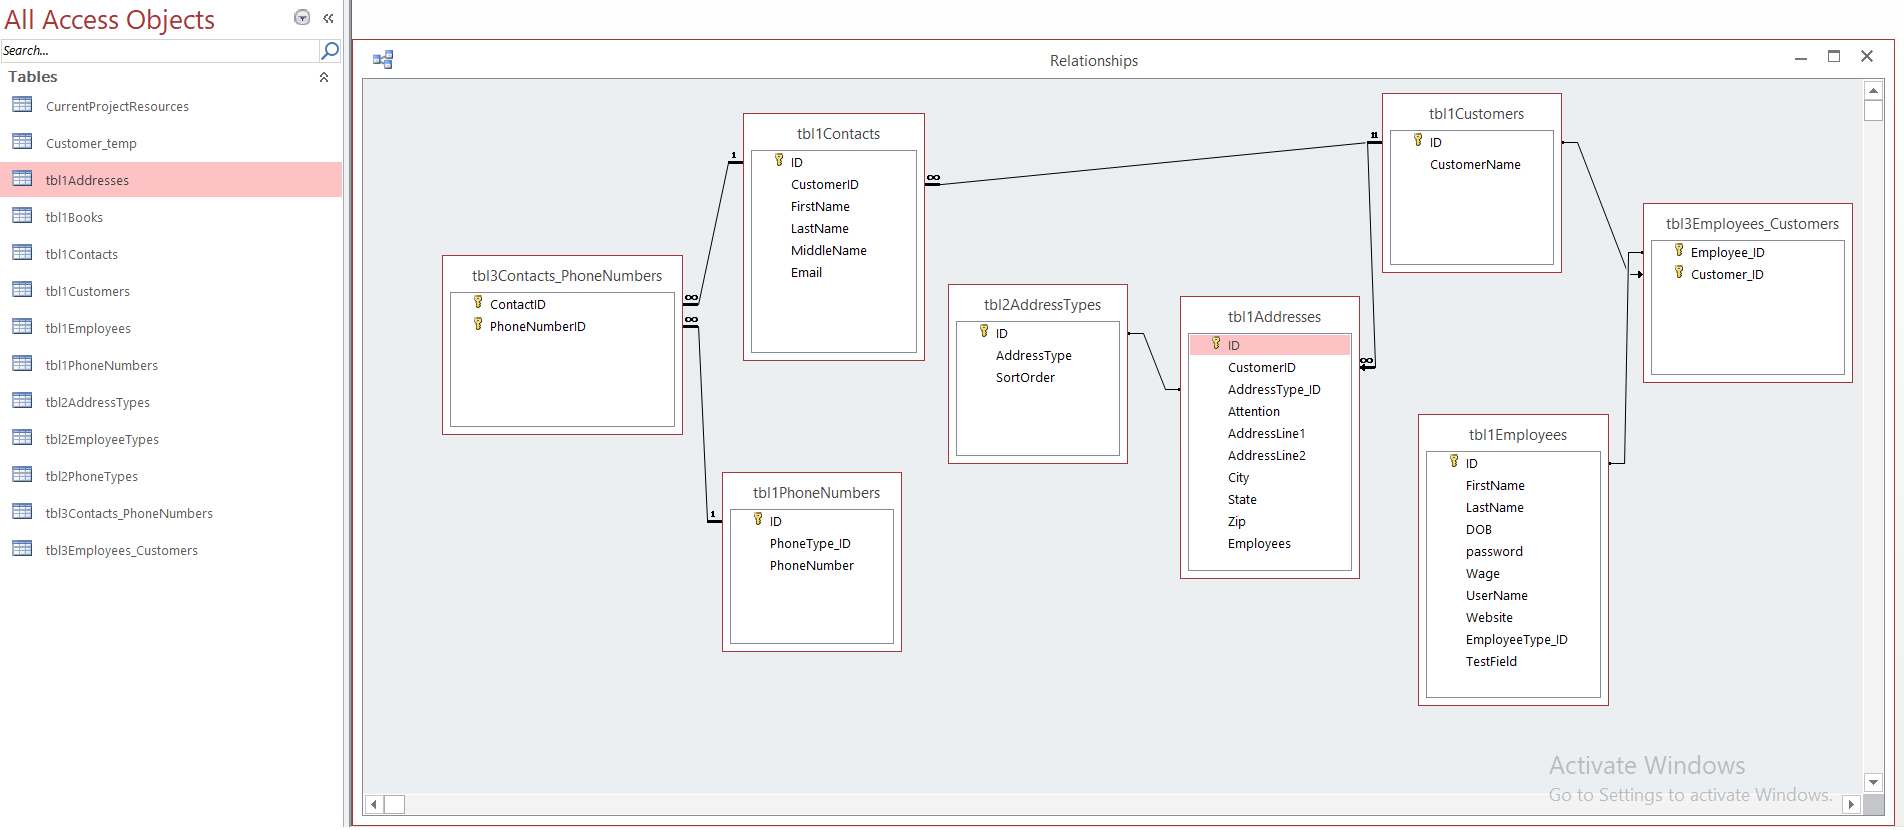 All Access Objects
Search...
Tables
CurrentProjectResources
Customer_temp
tbl1Addresses
tbl1Books
tbl1Contacts
tbl1Customers
tbl1Employees
tbl1PhoneNumbers
tbl2AddressTypes
tbl2EmployeeTypes
tbl2PhoneTypes
tbl3Contacts_PhoneNumbers
tbl3Employees_Customers
Relationships
tbl3Contacts_PhoneNumbers
ContactID
PhoneNumberID
∞
∞
1
1
tbl1Contacts
ID
CustomerID
FirstName
LastName
MiddleName
Email
∞
tbl1PhoneNumbers
ID
PhoneType_ID
PhoneNumber
tbl2AddressTypes
ID
AddressType
SortOrder
tbl1Addresses
ID
CustomerID
AddressType_ID
Attention
AddressLine1
AddressLine2
City
State
Zip
Employees
∞
11
tbl1Customers
ID
CustomerName
tbl3Employees_Customers
Employee_ID
Customer_ID
tbl1Employees
ID
FirstName
LastName
DOB
password
Wage
UserName
Website
EmployeeType_ID
TestField
Activate Windows
Go to Settings to activate Windows.